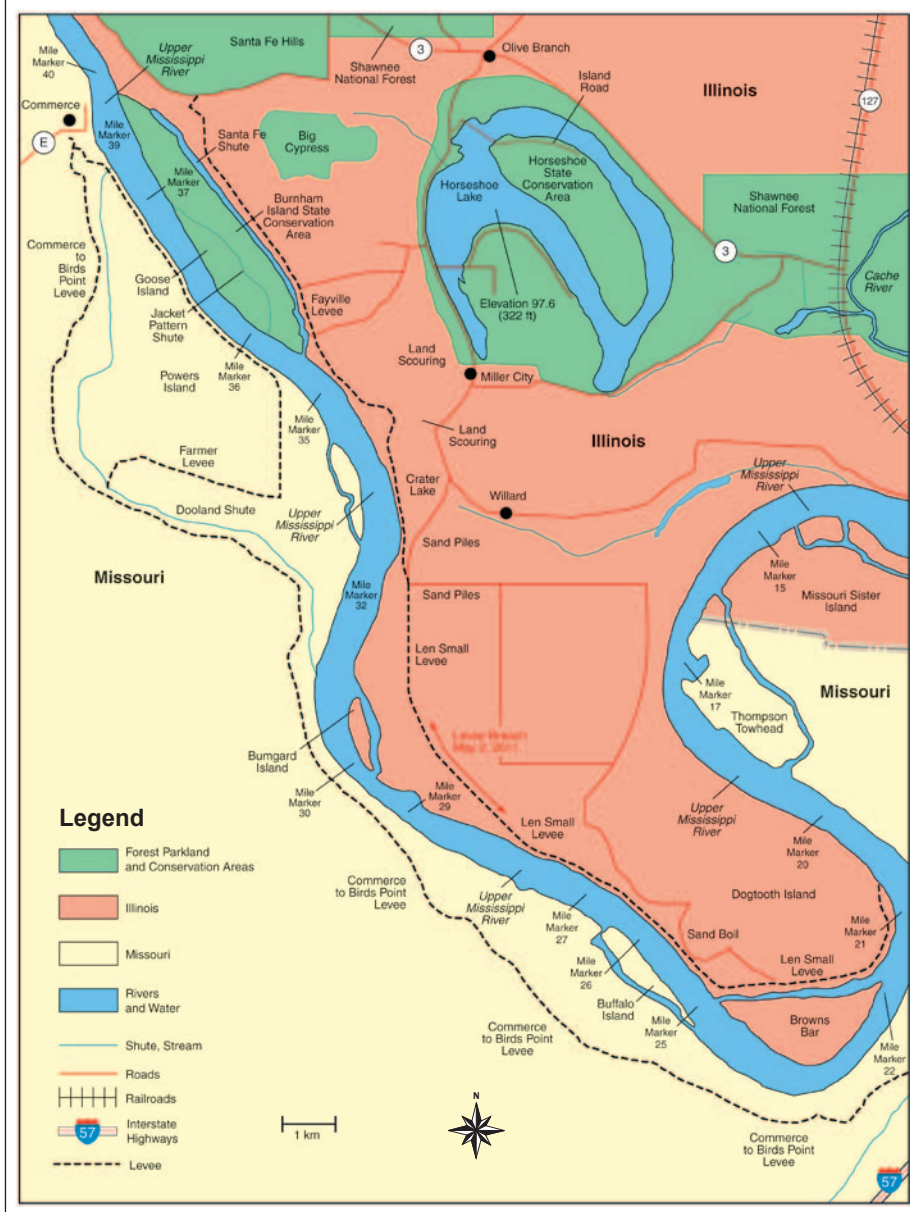 Santa Fe Hills
Upper
Mississippi
River
Mile
Marker
40
Shawnee
National Forest
3
Olive Branch
Island
Road
Illinois
127
Commerce
E
Mile
Marker
39
Santa Fe
Shute
Big
Cypress
Mile
Marker
37
Horseshoe
Lake
Horseshoe
State
Conservation
Area
Shawnee
National Forest
Burnham
Island State
Conservation
Area
Commerce
to
Birds
Point
Levee
3
Cache
River
Goose
Island
Fayville
Levee
Elevation 97.6
(322 ft)
Jacket
Pattern
Shute
Land
Scouring
Mile
Marker
36
Miller City
Powers
Island
Mile
Marker
35
Land
Scouring
Illinois
Farmer
Levee
Upper
Mississippi
River
Crater
Lake
Willard
Dooland Shute
Upper
Mississippi
River
Sand Piles
Mile
Marker
15
Missouri
Mile
Marker
32
Sand Piles
Missouri Sister
Island
Len Small
Levee
Mile
Marker
17
Missouri
Thompson
Towhead
Levee Breach
May 2, 2011
Bumgard
Island
Mile
Marker
30
Mile
Marker
29
Upper
Mississippi
River
Len Small
Levee
Mile
Marker
20
Legend
Forest Parkland
and Conservation Areas
Illinois
Missouri
Rivers
and Water
Shute, Stream
Roads
Railroads
57
Interstate
Highways
Levee
Commerce
to Birds Point
Levee
Upper
Mississippi
River
Mile
Marker
27
Dogtooth Island
Mile
Marker
21
Sand Boil
Mile
Marker
26
Len Small
Levee
Buffalo
Island
Mile
Marker
25
Browns
Bar
Commerce
to Birds Point
Levee
Mile
Marker
22
N
1 km
Commerce
to Birds Point
Levee
57